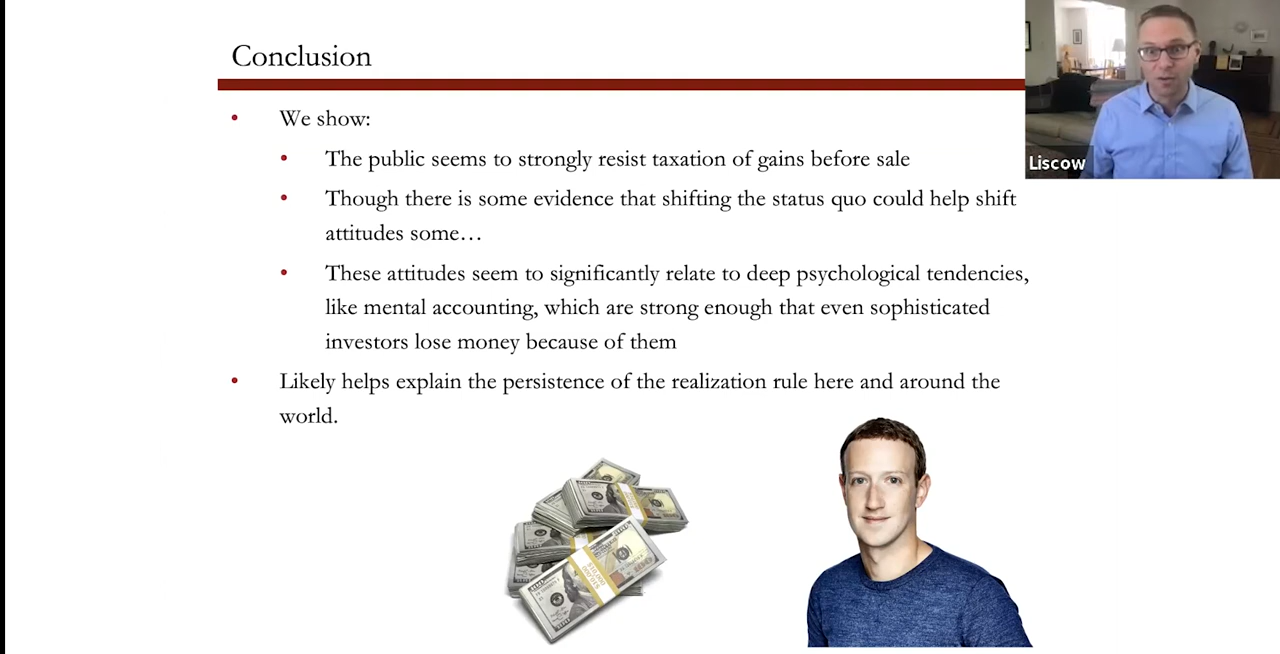 Conclusion
• We show:
• The public seems to strongly resist taxation of gains before sale
• Though there is some evidence that shifting the status quo could help shift
attitudes some…
• These attitudes seem to significantly relate to deep psychological tendencies,
like mental accounting, which are strong enough that even sophisticated
investors lose money because of them
• Likely helps explain the persistence of the realization rule here and around the
world.
Liscow